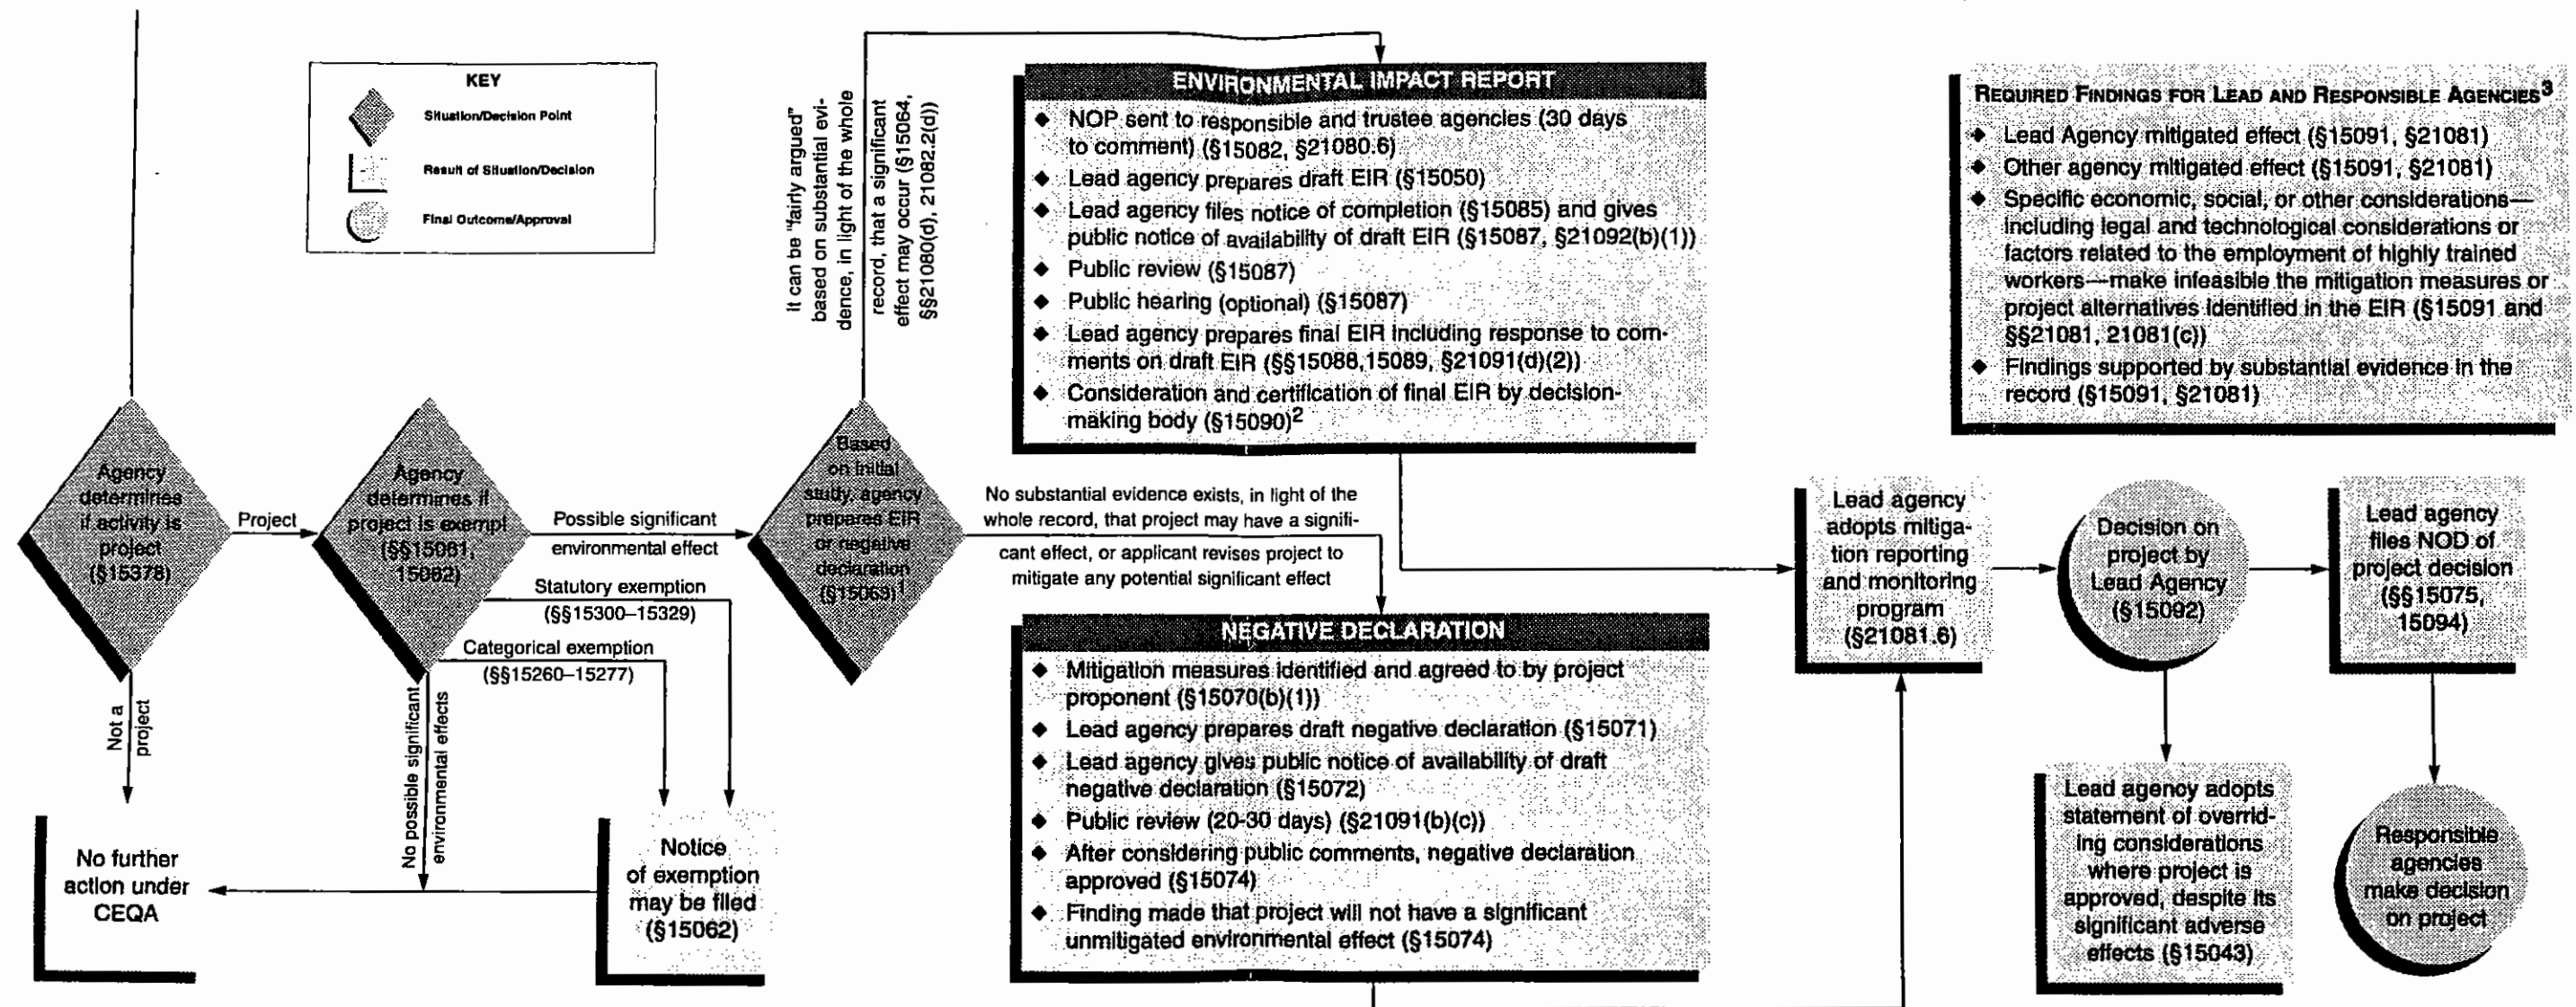 KEY
Situation/Decision Point
Result of Situation/Decision
Final Outcome/Approval
Agency
determines
if activity is
project
(§15378)
Project
Not a
project
No further
action under
CEQA
Agency
determines if
project is exempt
(§§15061,
15062)
Possible significant
environmental effect
Statutory exemption
(§§15300–15329)
Categorical exemption
(§§15260–15277)
No possible significant
environmental effects
Notice
of exemption
may be filed
(§15062)
Based
on initial
study, agency
prepares EIR
or negative
declaration
(§15063)1
It can be "fairly argued"
based on substantial evi-
dence, in light of the whole
record, that a significant
effect may occur (§15064,
§§21080(d), 21082.2(d))
ENVIRONMENTAL IMPACT REPORT
◆ NOP sent to responsible and trustee agencies (30 days
to comment) (§15082, §21080.6)
◆ Lead agency prepares draft EIR (§15050)
◆ Lead agency files notice of completion (§15085) and gives
public notice of availability of draft EIR (§15087, §21092(b)(1))
◆ Public review (§15087)
◆ Public hearing (optional) (§15087)
◆ Lead agency prepares final EIR including response to com-
ments on draft EIR (§§15088,15089, §21091(d)(2))
◆ Consideration and certification of final EIR by decision-
making body (§15090)2
No substantial evidence exists, in light of the
whole record, that project may have a signifi-
cant effect, or applicant revises project to
mitigate any potential significant effect
NEGATIVE DECLARATION
◆ Mitigation measures identified and agreed to by project
proponent (§15070(b)(1))
◆ Lead agency prepares draft negative declaration (§15071)
◆ Lead agency gives public notice of availability of draft
negative declaration (§15072)
◆ Public review (20-30 days) (§21091(b)(c))
◆ After considering public comments, negative declaration
approved (§15074)
◆ Finding made that project will not have a significant
unmitigated environmental effect (§15074)
REQUIRED FINDINGS FOR LEAD AND RESPONSIBLE AGENCIES3
◆ Lead Agency mitigated effect (§15091, §21081)
◆ Other agency mitigated effect (§15091, §21081)
◆ Specific economic, social, or other considerations—
including legal and technological considerations or
factors related to the employment of highly trained
workers—make infeasible the mitigation measures or
project alternatives identified in the EIR (§15091 and
§§21081, 21081(c))
◆ Findings supported by substantial evidence in the
record (§15091, §21081)
Lead agency
adopts mitiga-
tion reporting
and monitoring
program
(§21081.6)
Decision on
project by
Lead Agency
(§15092)
Lead agency
files NOD of
project decision
(§§15075,
15094)
Lead agency adopts
statement of overrid-
ing considerations
where project is
approved, despite its
significant adverse
effects (§15043)
Responsible
agencies
make decision
on project